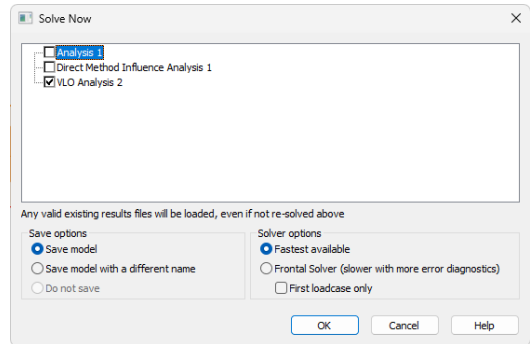 Solve Now
Analysis 1
Direct Method Influence Analysis 1
VLO Analysis 2
Any valid existing results files will be loaded, even if not re-solved above
Save options
Save model
Save model with a different name
Do not save
Solver options
Fastest available
Frontal Solver (slower with more error diagnostics)
First loadcase only
OK
Cancel
Help